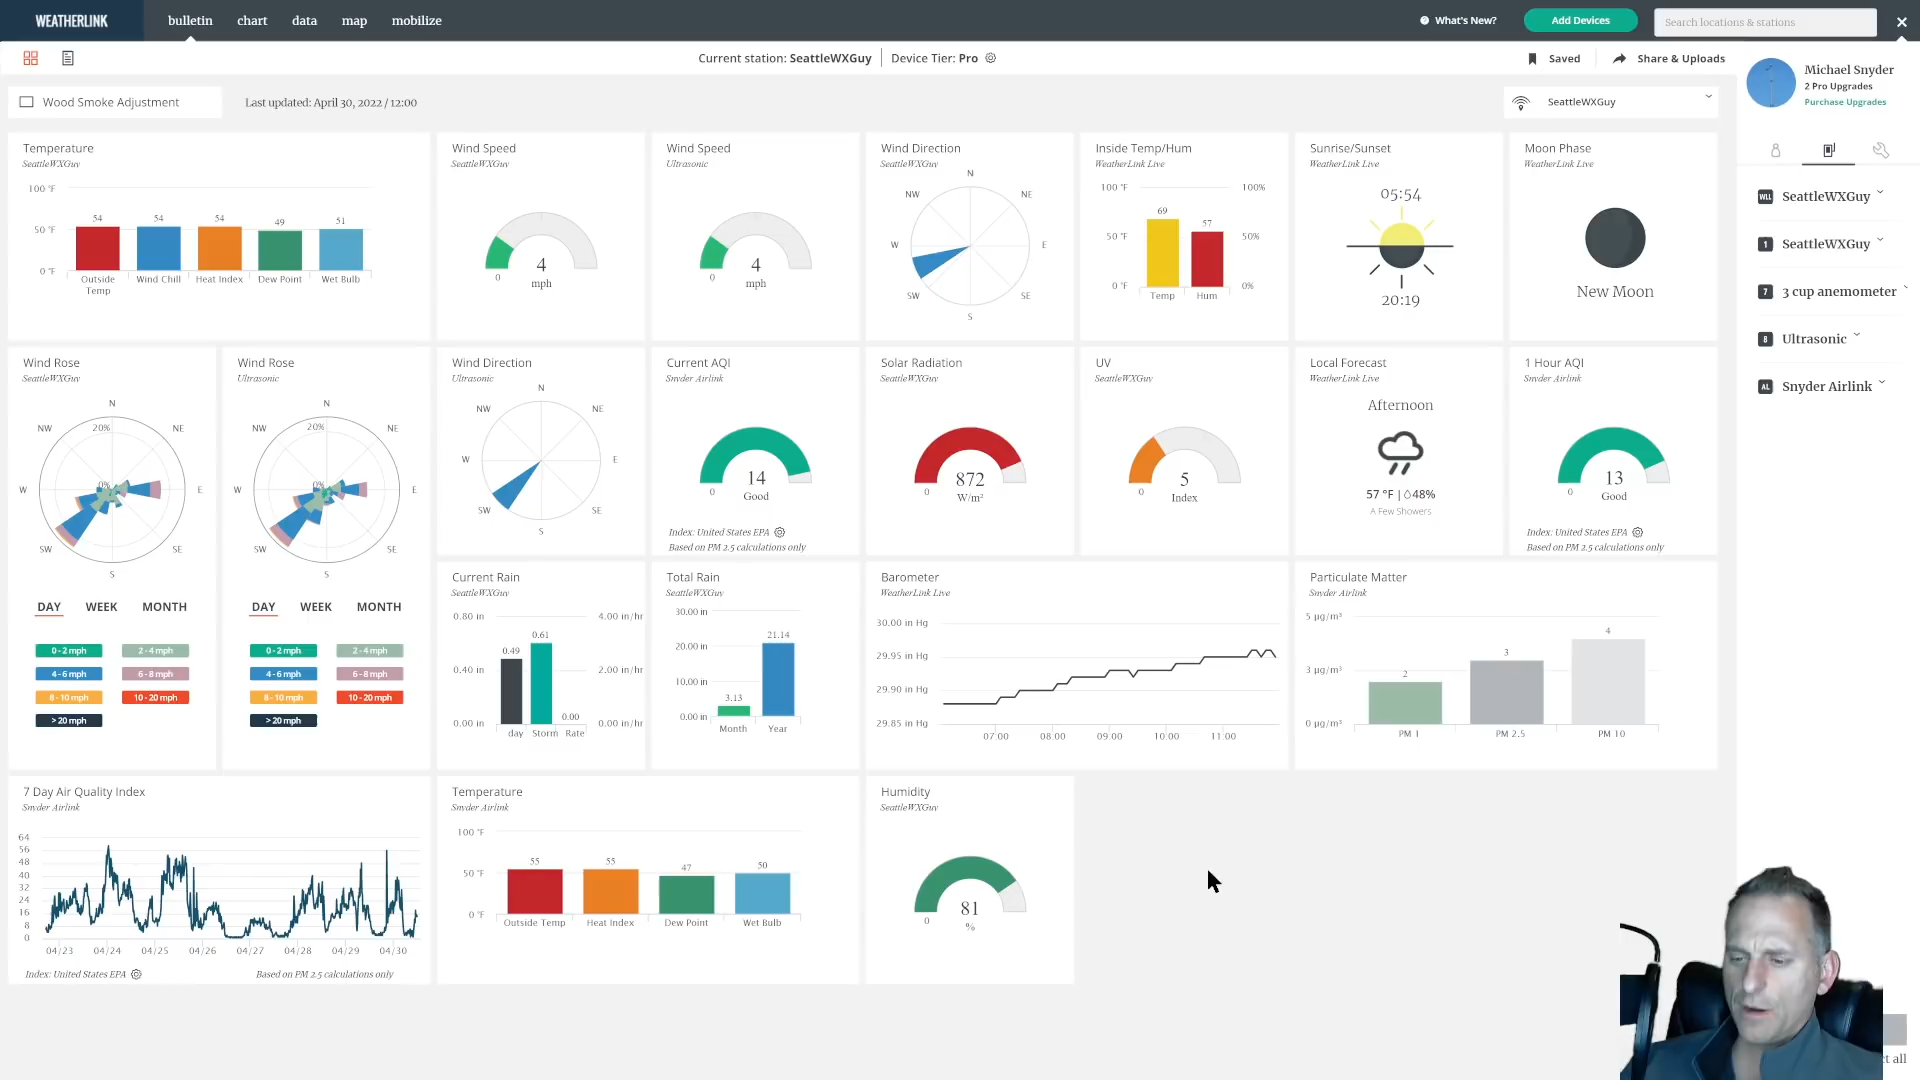 WEATHERLINK
bulletin
chart
data
map
mobilize
What's New?
Add Devices
Search locations & stations
Current station: SeattleWXGuy
Device Tier: Pro
Saved
Share & Uploads
Michael Snyder
2 Pro Upgrades
Purchase Upgrades
Wood Smoke Adjustment
Last updated: April 30, 2022 / 12:00
SeattleWXGuy
WLL SeattleWXGuy
1 SeattleWXGuy
7 3 cup anemometer
8 Ultrasonic
AL Snyder Airlink
Temperature
SeattleWXGuy
100 °F
50 °F
0 °F
54 54 54 49 51
Outside Temp
Wind Chill
Heat Index
Dew Point
Wet Bulb
Wind Speed
SeattleWXGuy
4
0
mph
Wind Speed
Ultrasonic
4
0
mph
Wind Direction
SeattleWXGuy
N
NW NE
W E
SW SE
S
Inside Temp/Hum
WeatherLink Live
100 °F 100%
69
57
50 °F 50%
0 °F 0%
Temp Hum
Sunrise/Sunset
WeatherLink Live
05:54
20:19
Moon Phase
WeatherLink Live
New Moon
Wind Rose
SeattleWXGuy
N
NW 20% NE
W 0% E
SW SE
S
DAY WEEK MONTH
0 - 2 mph 2 - 4 mph
4 - 6 mph 6 - 8 mph
8 - 10 mph 10 - 20 mph
> 20 mph
Wind Rose
Ultrasonic
N
NW 20% NE
W 0% E
SW SE
S
DAY WEEK MONTH
0 - 2 mph 2 - 4 mph
4 - 6 mph 6 - 8 mph
8 - 10 mph 10 - 20 mph
> 20 mph
Wind Direction
Ultrasonic
N
NW NE
W E
SW SE
S
Current AQI
Snyder Airlink
14
0 Good
Index: United States EPA
Based on PM 2.5 calculations only
Solar Radiation
SeattleWXGuy
872
0 W/m²
UV
SeattleWXGuy
5
0 Index
Local Forecast
WeatherLink Live
Afternoon
57 °F | 48%
A Few Showers
1 Hour AQI
Snyder Airlink
13
0 Good
Index: United States EPA
Based on PM 2.5 calculations only
Current Rain
SeattleWXGuy
0.80 in 4.00 in/hr
0.61
0.49
0.40 in 2.00 in/hr
0.00
0.00 in 0.00 in/hr
day Storm Rate
Total Rain
SeattleWXGuy
30.00 in
21.14
20.00 in
10.00 in
3.13
0.00 in
Month Year
Barometer
WeatherLink Live
30.00 in Hg
29.95 in Hg
29.90 in Hg
29.85 in Hg
07:00 08:00 09:00 10:00 11:00
Particulate Matter
Snyder Airlink
5 µg/m³
3 µg/m³
0 µg/m³
2 3 4
PM 1 PM 2.5 PM 10
7 Day Air Quality Index
Snyder Airlink
64
56
48
40
32
24
16
8
0
04/23 04/24 04/25 04/26 04/27 04/28 04/29 04/30
Index: United States EPA
Based on PM 2.5 calculations only
Temperature
Snyder Airlink
100 °F
50 °F
0 °F
55 55 47 50
Outside Temp Heat Index Dew Point Wet Bulb
Humidity
SeattleWXGuy
81
0
%
all